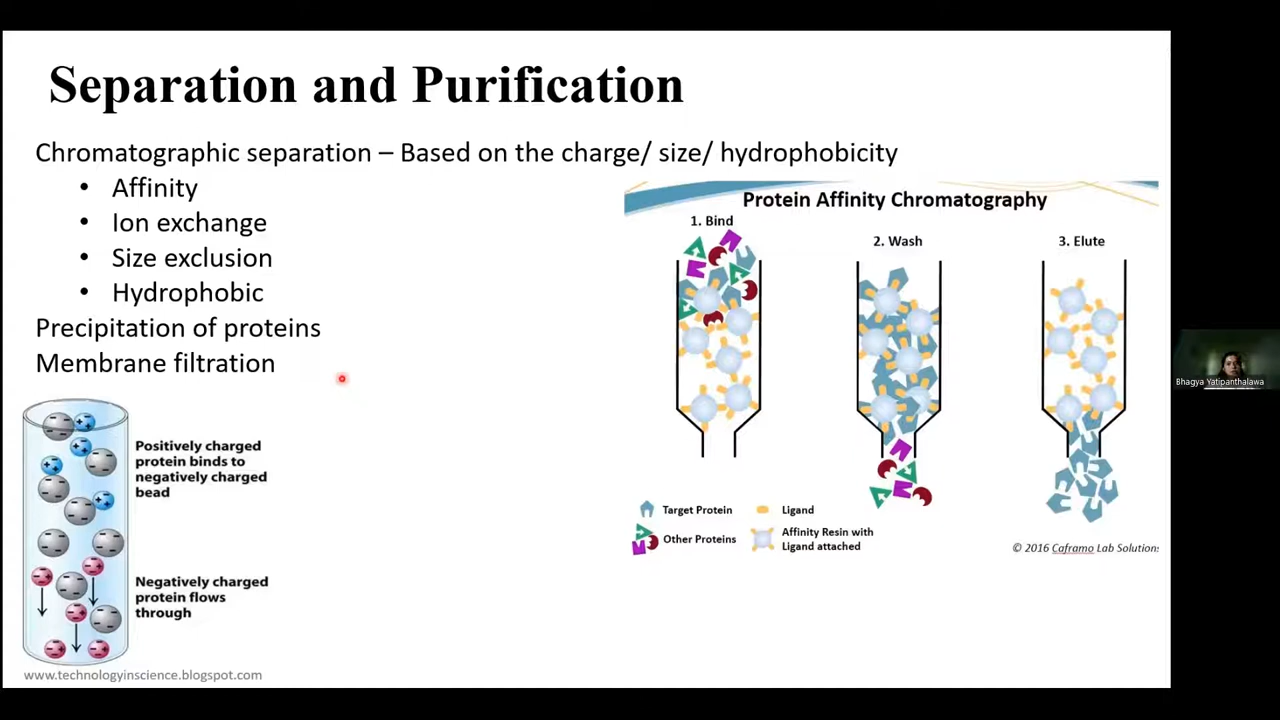 Separation and Purification
Chromatographic separation – Based on the charge/ size/ hydrophobicity
• Affinity
• Ion exchange
• Size exclusion
• Hydrophobic
Precipitation of proteins
Membrane filtration
Positively charged
protein binds to
negatively charged
bead
Negatively charged
protein flows
through
www.technologyinscience.blogspot.com
Protein Affinity Chromatography
1. Bind
2. Wash
3. Elute
Target Protein
Ligand
Other Proteins
Affinity Resin with
Ligand attached
© 2016 Caframo Lab Solutions
Bhagya Yatipanthalawa